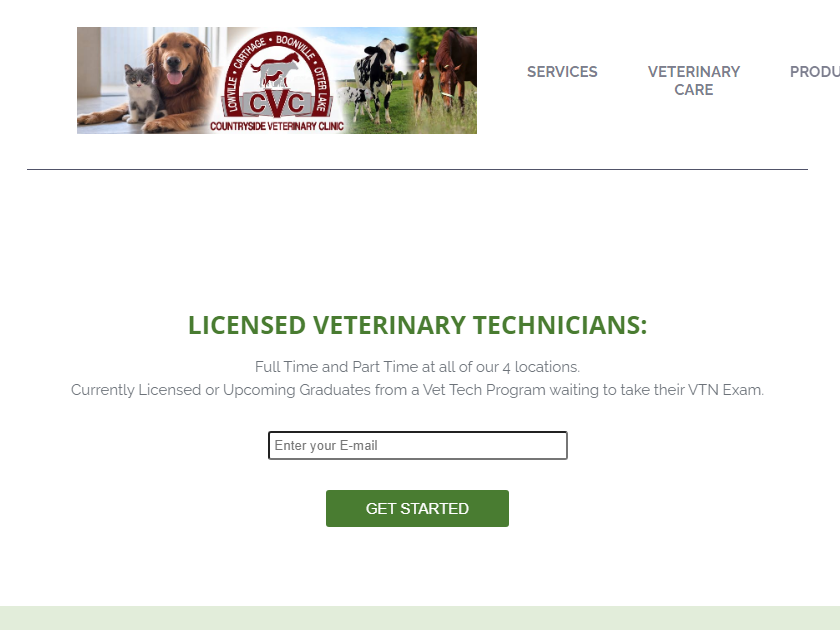 LOWVILLE • CARTHAGE • BOONVILLE • OTTER LAKE
CVC
COUNTRYSIDE VETERINARY CLINIC
SERVICES
VETERINARY
CARE
PRODU
LICENSED VETERINARY TECHNICIANS:
Full Time and Part Time at all of our 4 locations.
Currently Licensed or Upcoming Graduates from a Vet Tech Program waiting to take their VTN Exam.
Enter your E-mail
GET STARTED